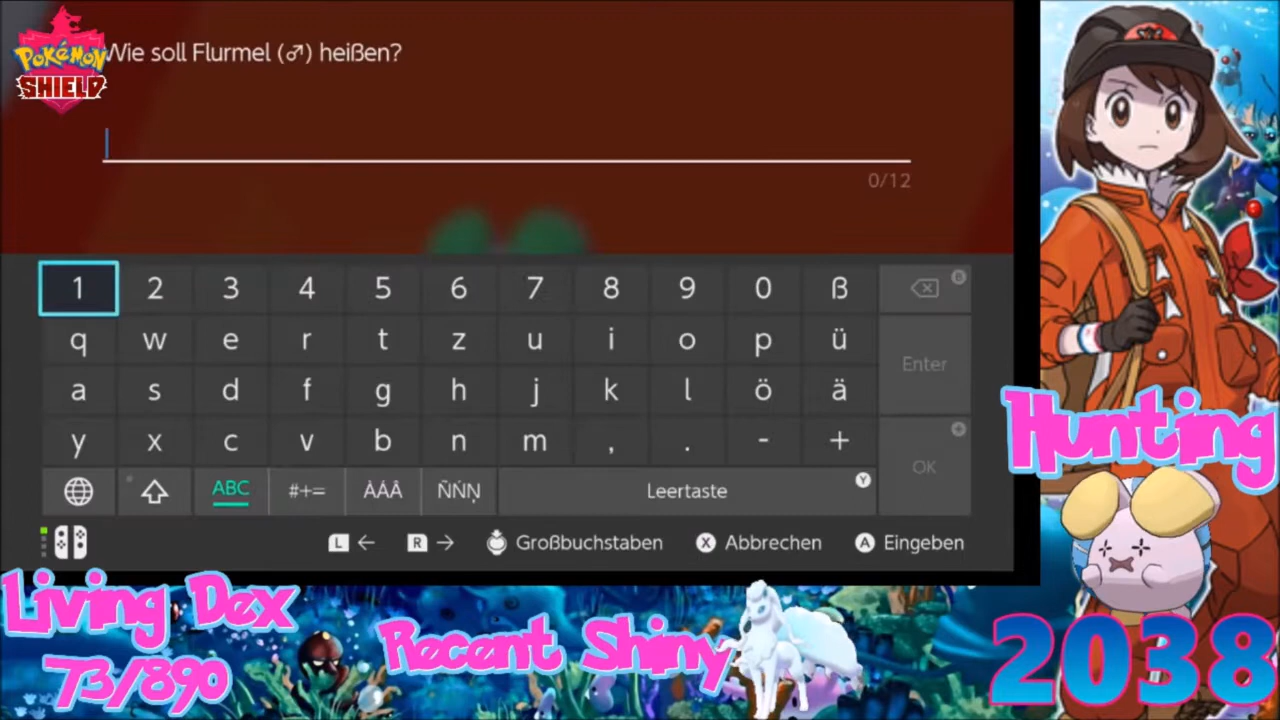 POKÉMON
SHIELD
Wie soll Flurmel (♂) heißen?
0/12
1 2 3 4 5 6 7 8 9 0 ß
q w e r t z u i o p ü
Enter
a s d f g h j k l ö ä
y x c v b n m , . - +
OK
ABC #+= ÀÁÂ ÑŃŅ Leertaste Y
L ← R → Großbuchstaben X Abbrechen A Eingeben
Hunting
2038
Living Dex
73/890
Recent Shiny